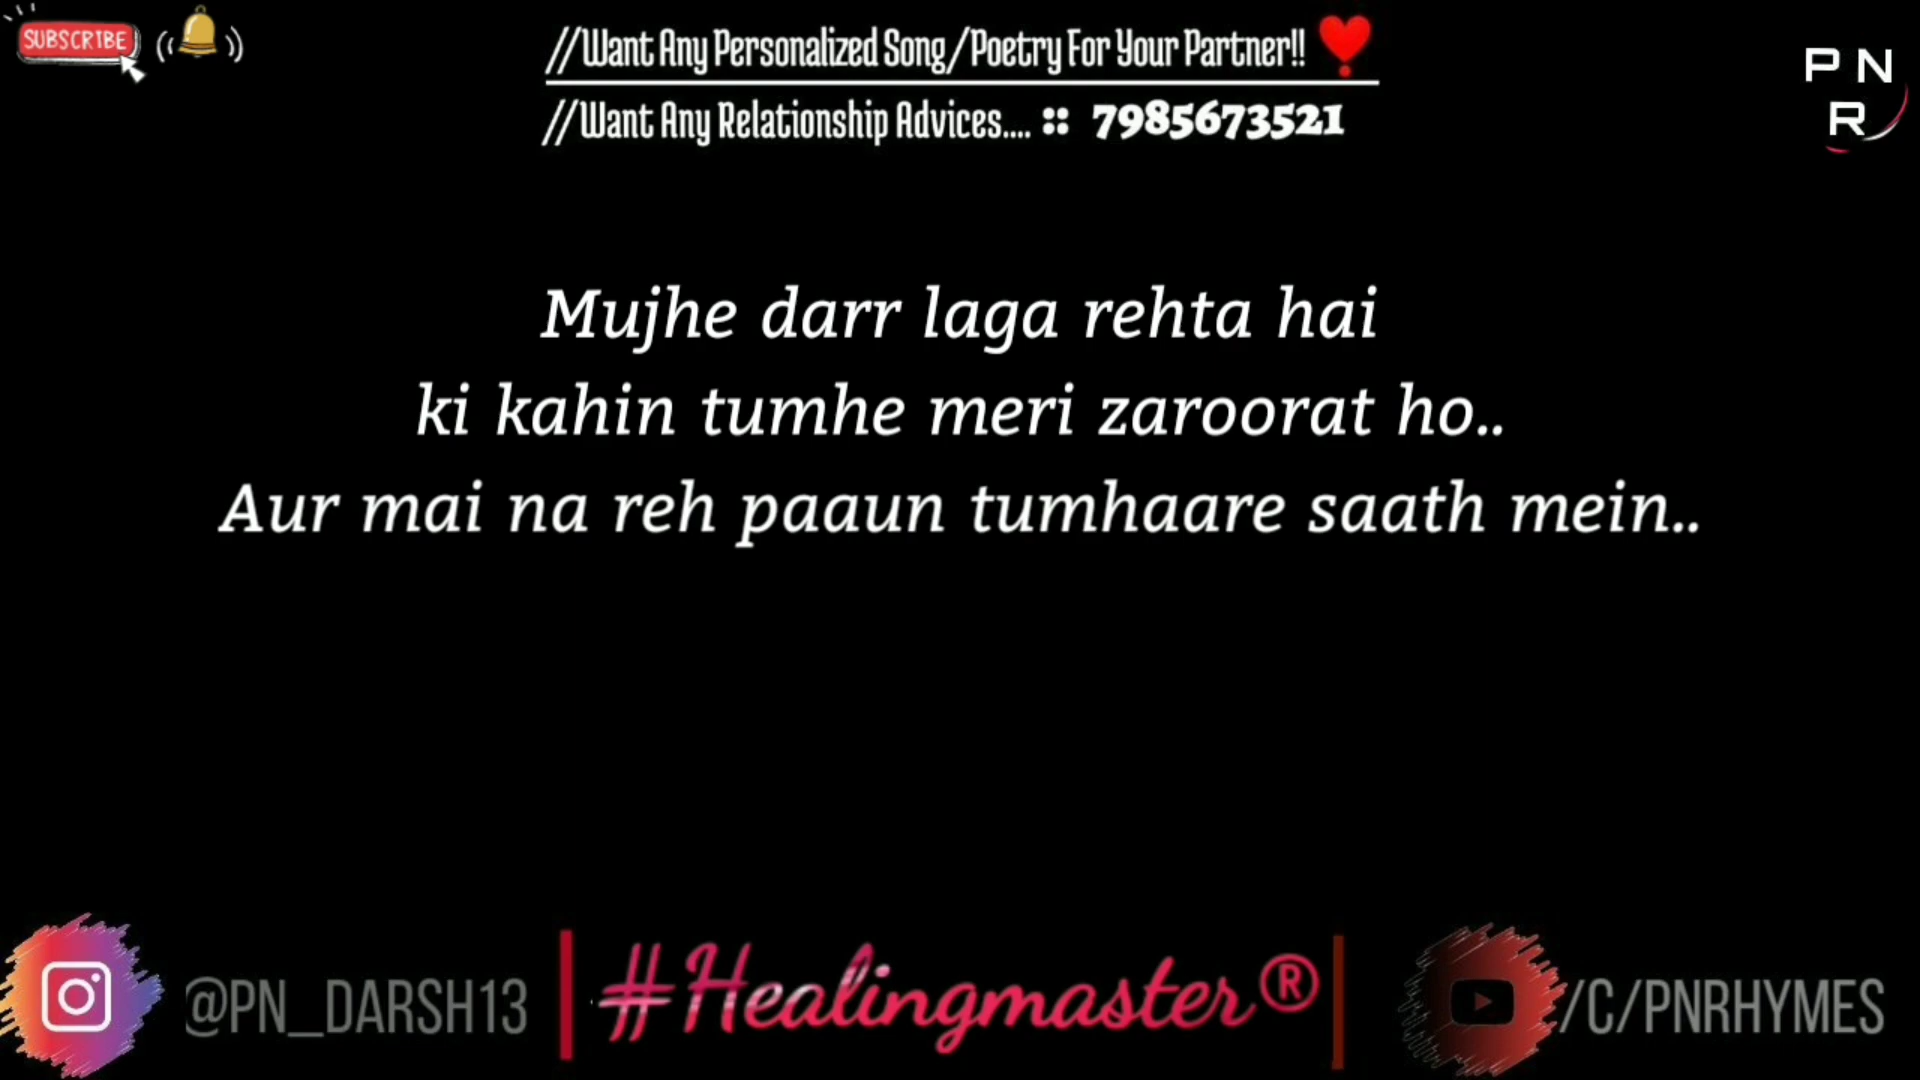 SUBSCRIBE
//Want Any Personalized Song/Poetry For Your Partner!!
//Want Any Relationship Advices.... :: 7985673521
P N
R
Mujhe darr laga rehta hai
ki kahin tumhe meri zaroorat ho..
Aur mai na reh paaun tumhaare saath mein..
@PN_DARSH13
#Healingmaster®
/C/PNRHYMES